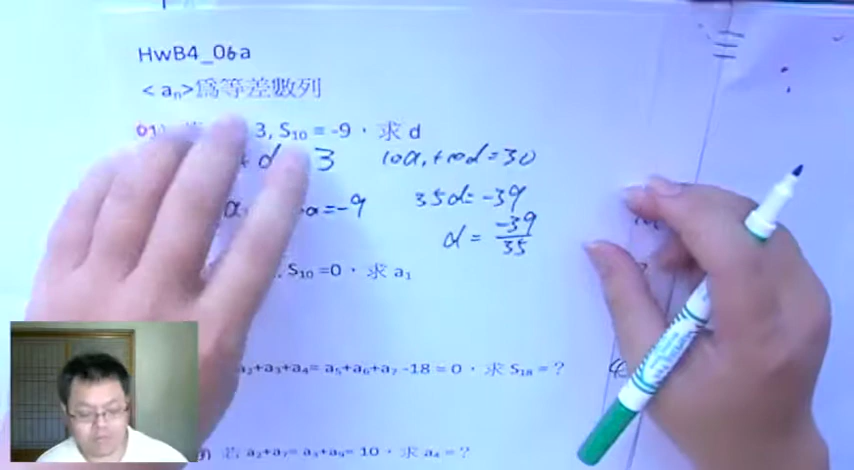 HwB4_06a
< aₙ>爲等差數列
01) 3, S₁₀ = -9，求 d
+ d 3 10a₁+10d=30
=-9 35d=-39
d = -39/35
S₁₀ =0，求 a₁
a₂+a₃+a₄= a₅+a₆+a₇ -18 = 0，求 S₁₈ = ?
若 a₂+a₇= a₃+a₉= 10，求 a₄ = ?